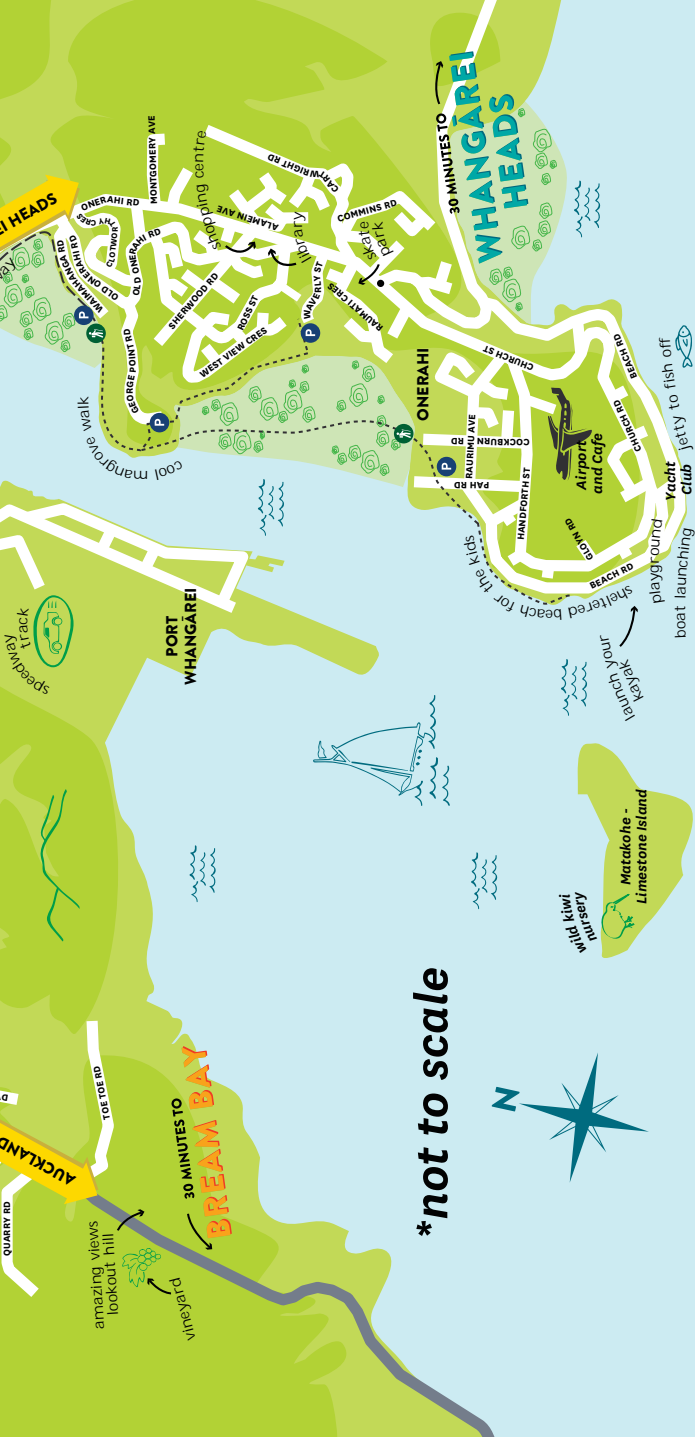 EI HEADS
ONERAHI RD
MONTGOMERY AVE
CLOTWORTHY CRES
WAIMAHANGA RD
OLD ONERAHI RD
OLD ONERAHI RD
P
GEORGE POINT RD
P
cool mangrove walk
shopping centre
CARTWRIGHT RD
ALAMEIN AVE
library
COMMINS RD
skate
park
SHERWOOD RD
ROSS ST
WEST VIEW CRES
WAVERLY ST
P
RAUMATI CRES
30 MINUTES TO
WHANGĀREI
HEADS
ONERAHI
CHURCH ST
RAURIMU AVE
COCKBURN RD
P
PAH RD
HANDFORTH ST
Airport
and Cafe
BEACH RD
CHURCH RD
GLOYN RD
BEACH RD
jetty to fish off
Yacht
Club
playground
boat launching
sheltered beach for the kids
launch your
kayak
speedway
track
PORT
WHANGĀREI
wild kiwi
nursery
Matakohe -
Limestone Island
*not to scale
N
TOE TOE RD
AUCKLAND
QUARRY RD
30 MINUTES TO
BREAM BAY
amazing views
lookout hill
vineyard